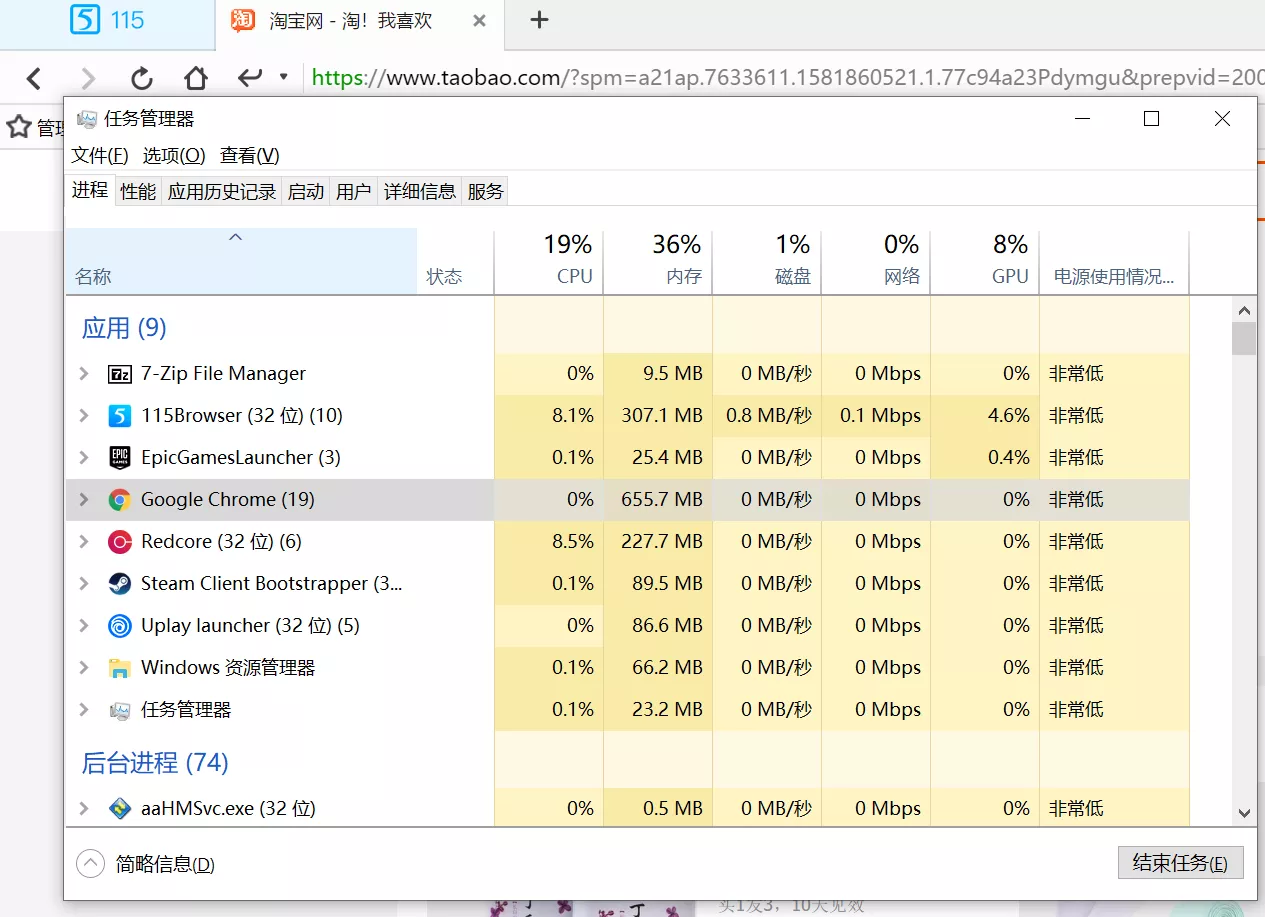 115
淘宝网 - 淘！我喜欢
https://www.taobao.com/?spm=a21ap.7633611.1581860521.1.77c94a23Pdymgu&prepvid=200
管理
任务管理器
文件(F) 选项(O) 查看(V)
进程 性能 应用历史记录 启动 用户 详细信息 服务
19% 36% 1% 0% 8%
名称 状态 CPU 内存 磁盘 网络 GPU 电源使用情况...
应用 (9)
7-Zip File Manager 0% 9.5 MB 0 MB/秒 0 Mbps 0% 非常低
115Browser (32 位) (10) 8.1% 307.1 MB 0.8 MB/秒 0.1 Mbps 4.6% 非常低
EpicGamesLauncher (3) 0.1% 25.4 MB 0 MB/秒 0 Mbps 0.4% 非常低
Google Chrome (19) 0% 655.7 MB 0 MB/秒 0 Mbps 0% 非常低
Redcore (32 位) (6) 8.5% 227.7 MB 0 MB/秒 0 Mbps 0% 非常低
Steam Client Bootstrapper (3... 0.1% 89.5 MB 0 MB/秒 0 Mbps 0% 非常低
Uplay launcher (32 位) (5) 0% 86.6 MB 0 MB/秒 0 Mbps 0% 非常低
Windows 资源管理器 0.1% 66.2 MB 0 MB/秒 0 Mbps 0% 非常低
任务管理器 0.1% 23.2 MB 0 MB/秒 0 Mbps 0% 非常低
后台进程 (74)
aaHMSvc.exe (32 位) 0% 0.5 MB 0 MB/秒 0 Mbps 0% 非常低
简略信息(D) 结束任务(E)
买1发3，10天见效